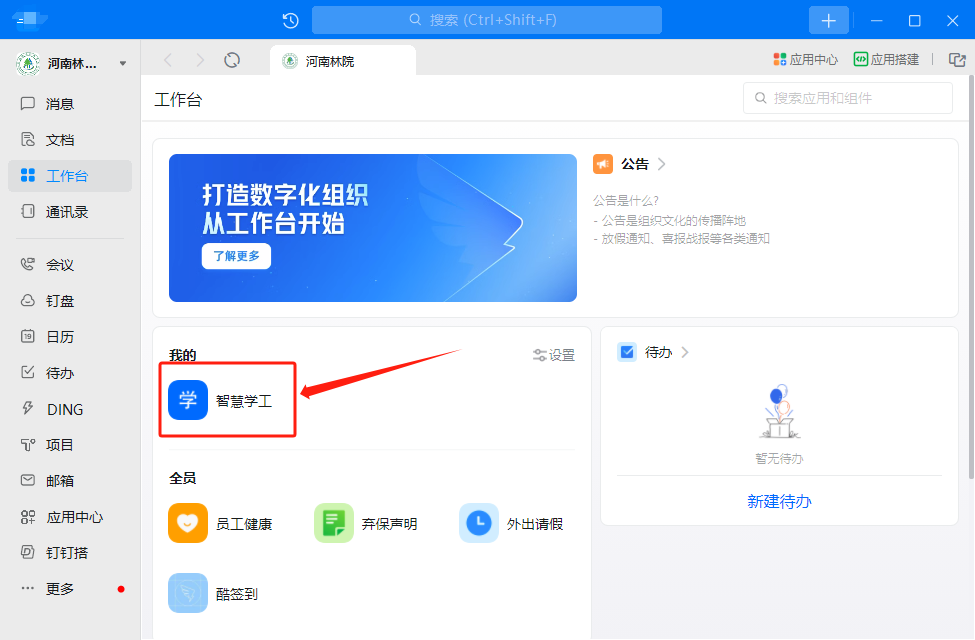 搜索 (Ctrl+Shift+F)
河南林...
河南林院
应用中心
应用搭建
消息
文档
工作台
通讯录
会议
钉盘
19
日历
待办
DING
项目
邮箱
应用中心
钉钉搭
更多
工作台
搜索应用和组件
打造数字化组织
从工作台开始
了解更多
公告
公告是什么?
- 公告是组织文化的传播阵地
- 放假通知、喜报战报等各类通知
我的
设置
学
智慧学工
全员
员工健康
弃保声明
外出请假
酷签到
待办
暂无待办
新建待办